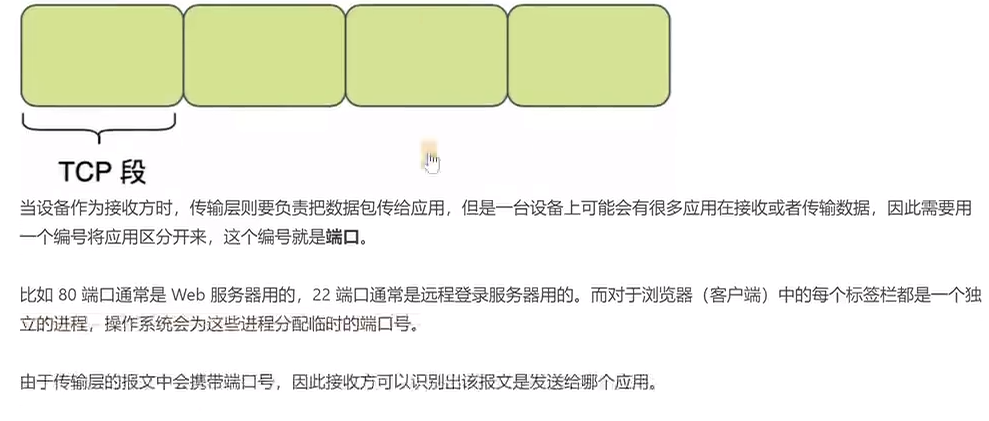 TCP 段
当设备作为接收方时，传输层则要负责把数据包传给应用，但是一台设备上可能会有很多应用在接收或者传输数据，因此需要用
一个编号将应用区分开来，这个编号就是端口。
比如 80 端口通常是 Web 服务器用的，22 端口通常是远程登录服务器用的。而对于浏览器（客户端）中的每个标签栏都是一个独
立的进程，操作系统会为这些进程分配临时的端口号。
由于传输层的报文中会携带端口号，因此接收方可以识别出该报文是发送给哪个应用。